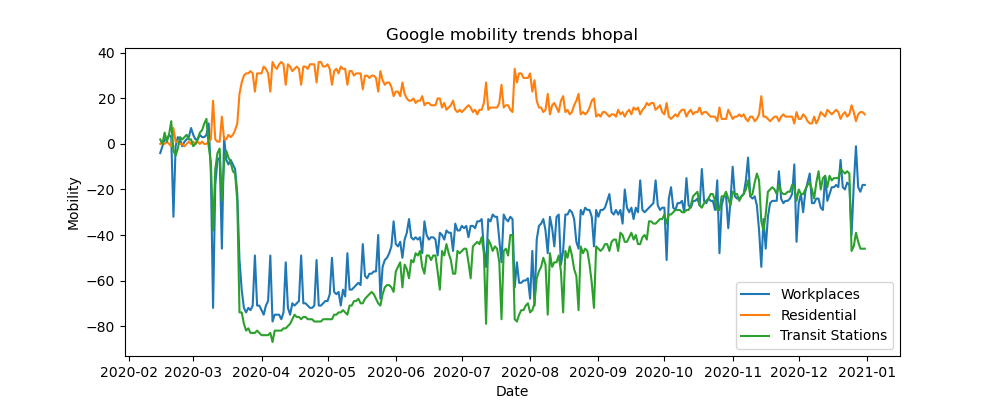 Google mobility trends bhopal
Mobility
40
20
0
−20
−40
−60
−80
Workplaces
Residential
Transit Stations
2020-02 2020-03 2020-04 2020-05 2020-06 2020-07 2020-08 2020-09 2020-10 2020-11 2020-12 2021-01
Date